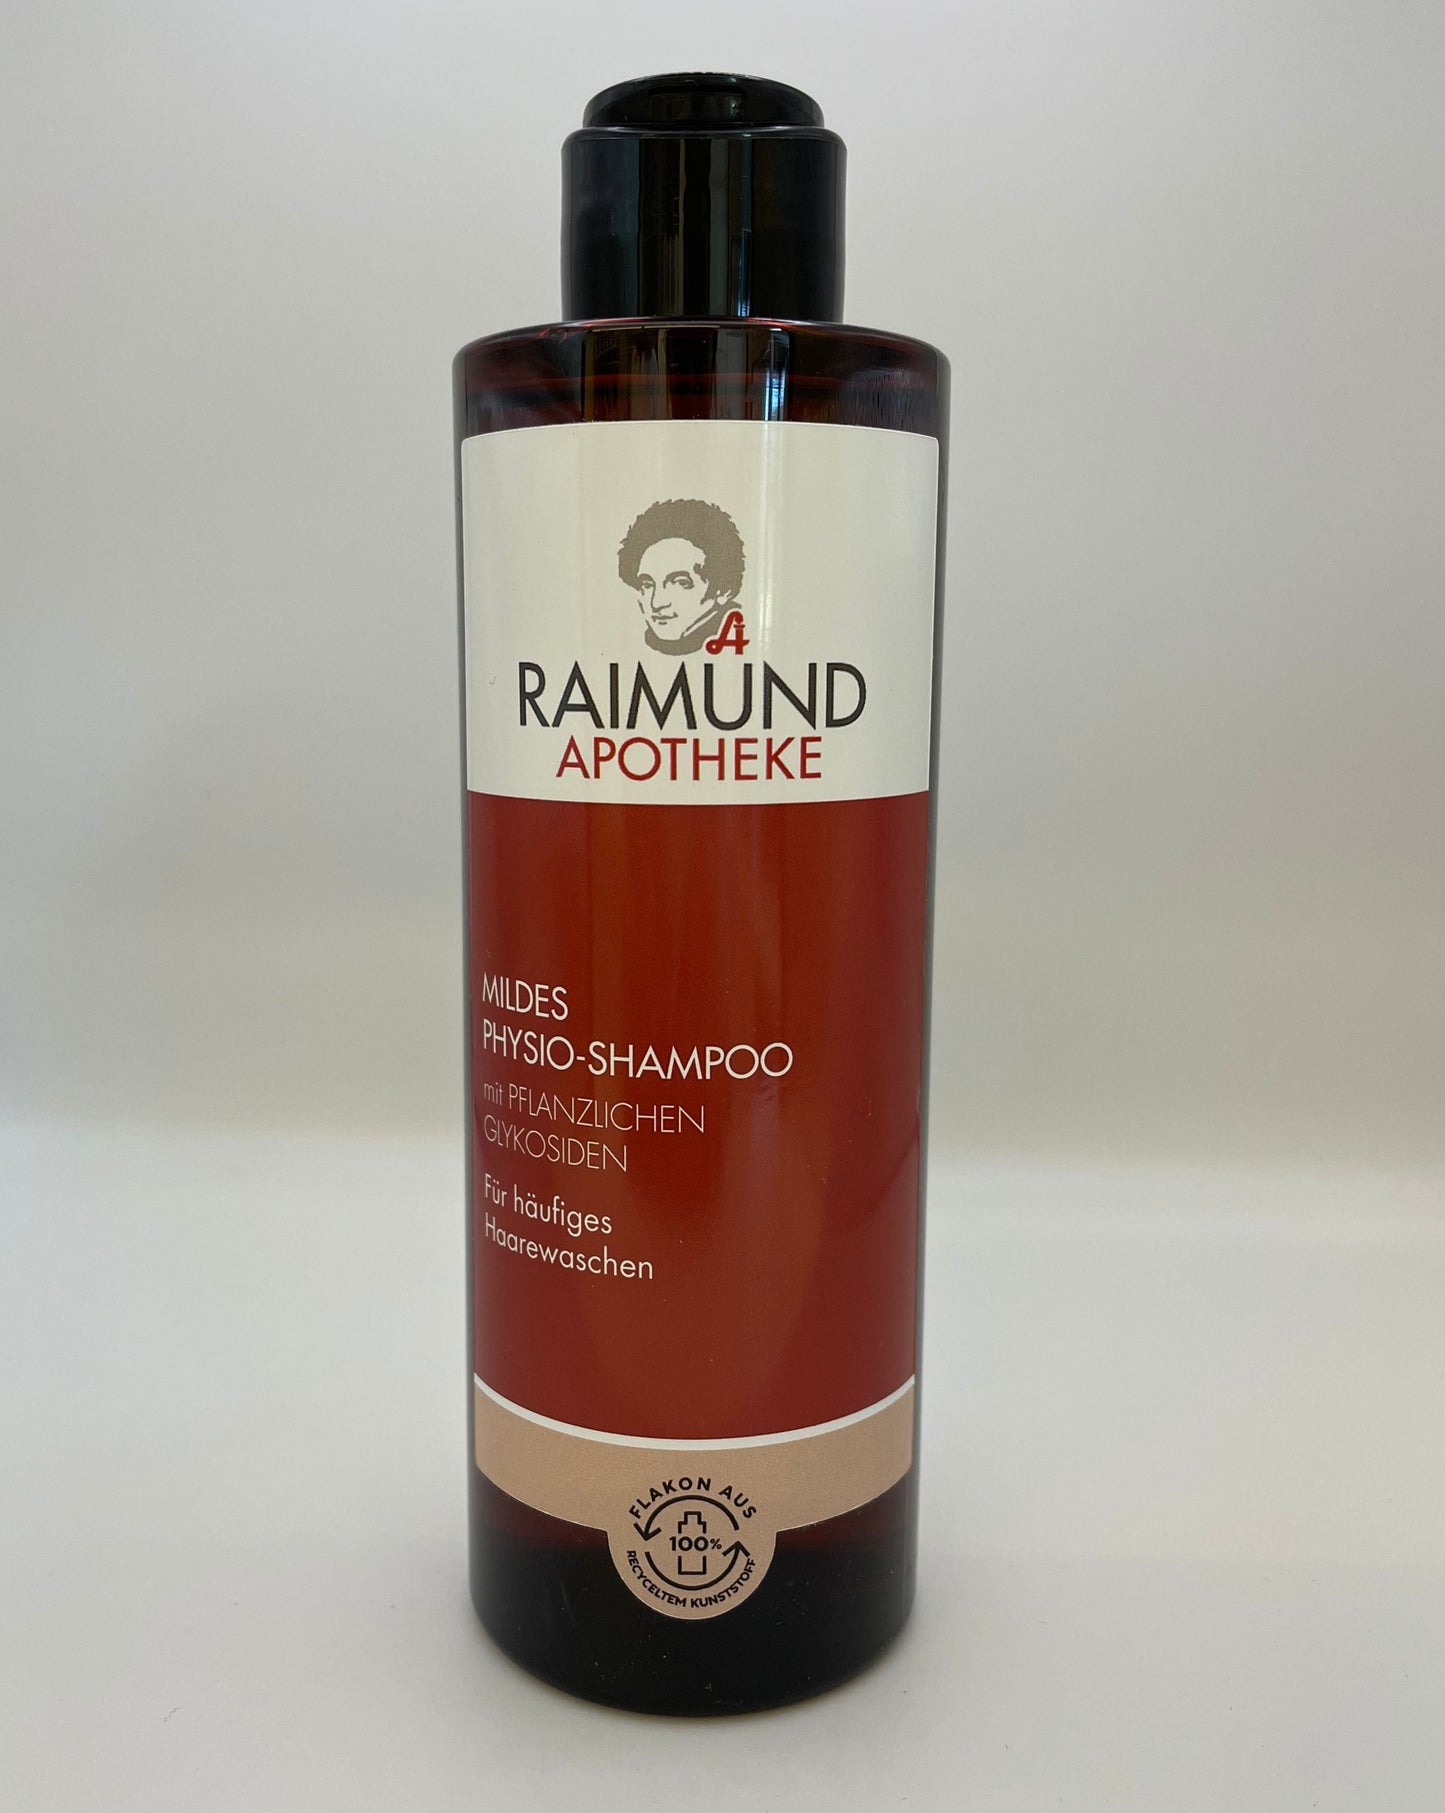 RAIMUND
APOTHEKE
MILDES
PHYSIO-SHAMPOO
mit PFLANZLICHEN
GLYKOSIDEN
Für häufiges
Haarewaschen
FLAKON AUS
100%
RECYCELTEM KUNSTSTOFF